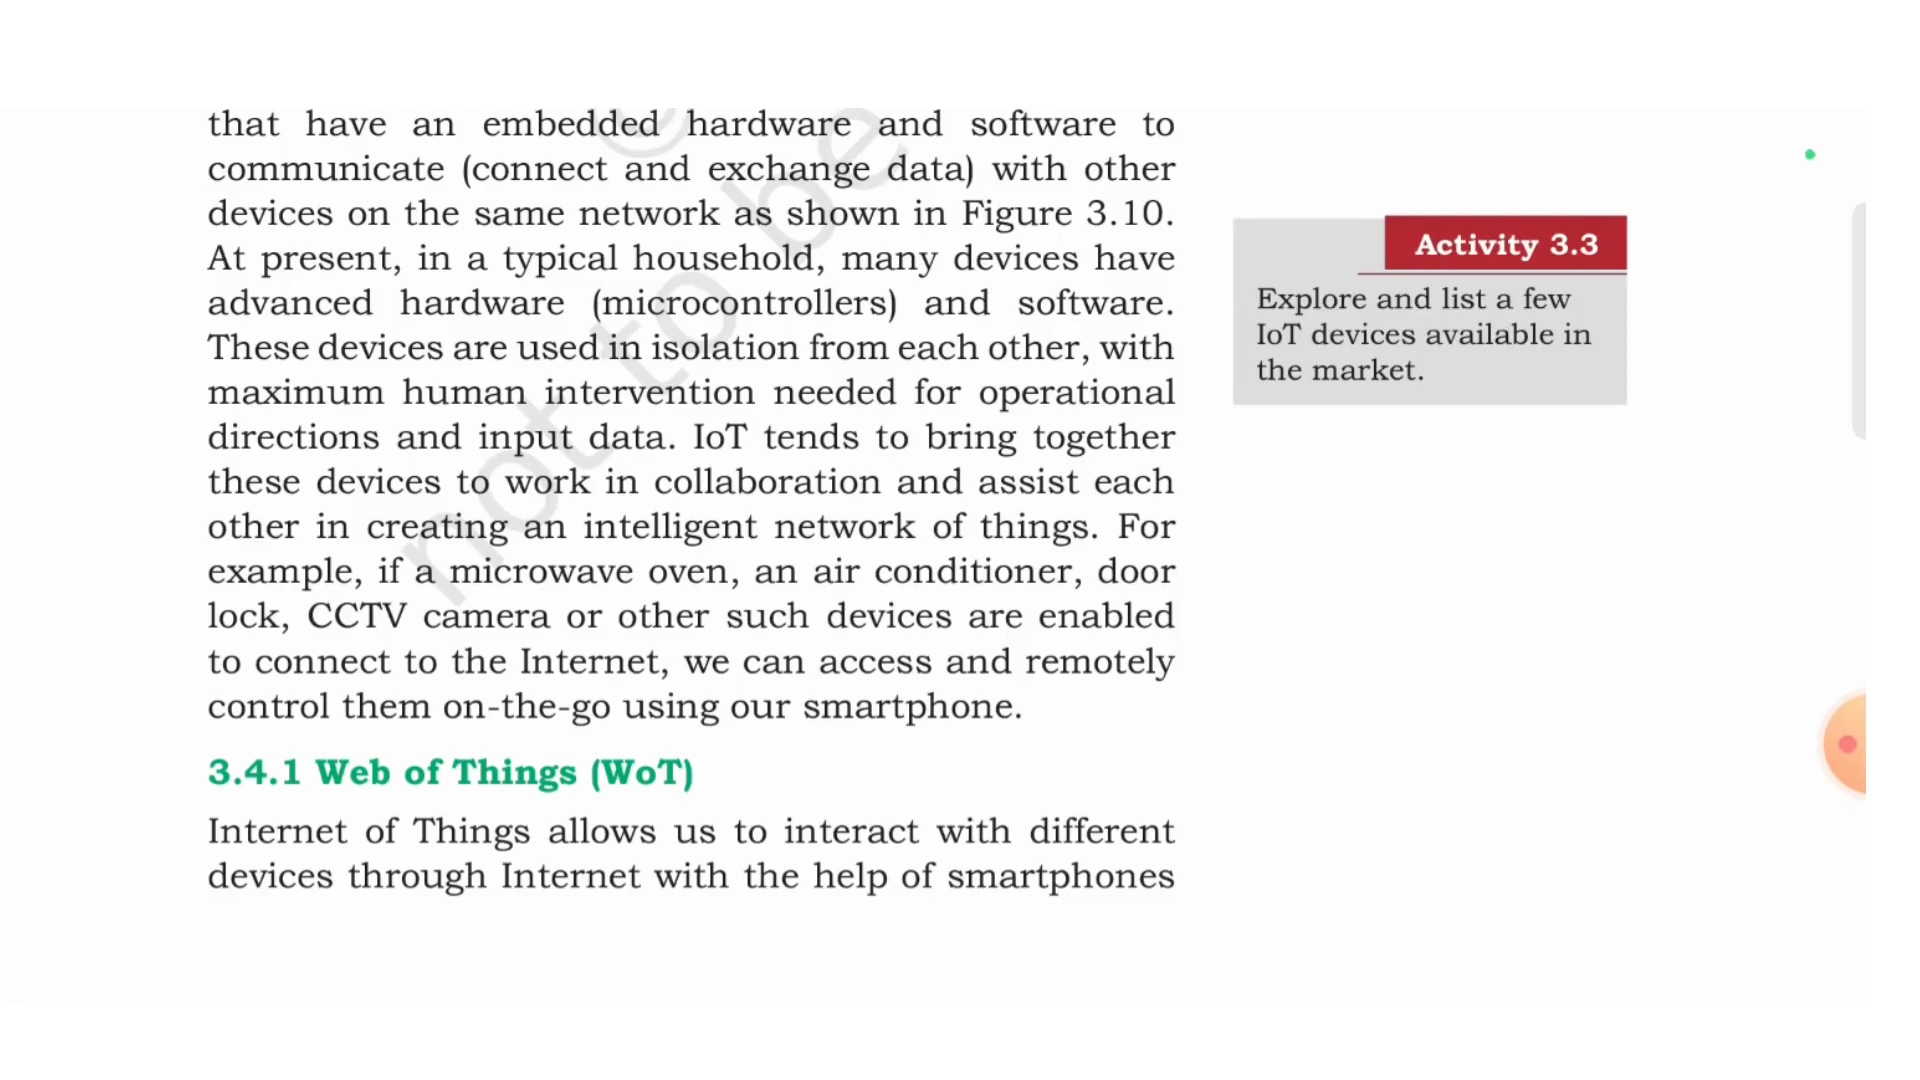 that have an embedded hardware and software to
communicate (connect and exchange data) with other
devices on the same network as shown in Figure 3.10.
At present, in a typical household, many devices have
advanced hardware (microcontrollers) and software.
These devices are used in isolation from each other, with
maximum human intervention needed for operational
directions and input data. IoT tends to bring together
these devices to work in collaboration and assist each
other in creating an intelligent network of things. For
example, if a microwave oven, an air conditioner, door
lock, CCTV camera or other such devices are enabled
to connect to the Internet, we can access and remotely
control them on-the-go using our smartphone.
3.4.1 Web of Things (WoT)
Internet of Things allows us to interact with different
devices through Internet with the help of smartphones
Activity 3.3
Explore and list a few
IoT devices available in
the market.
not to be